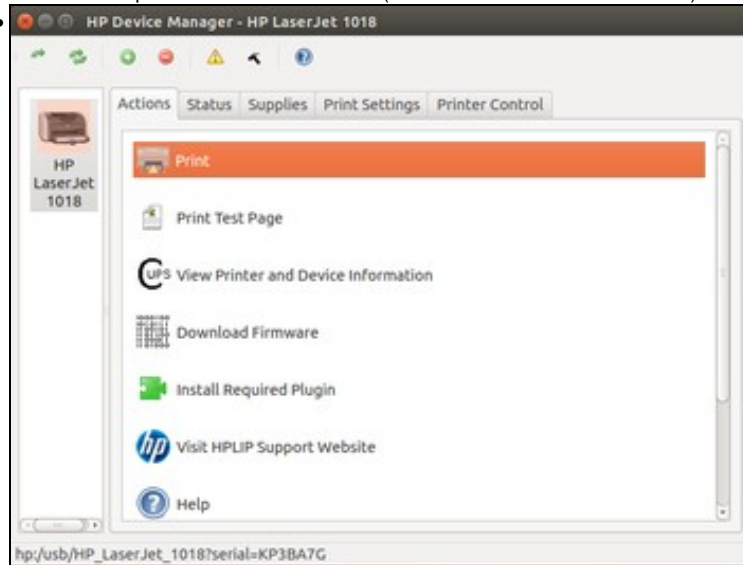 HP Device Manager - HP LaserJet 1018
Actions
Status
Supplies
Print Settings
Printer Control
HP
LaserJet
1018
Print
Print Test Page
CUPS
View Printer and Device Information
Download Firmware
Install Required Plugin
hp
Visit HPLIP Support Website
Help
hp:/usb/HP_LaserJet_1018?serial=KP3BA7G